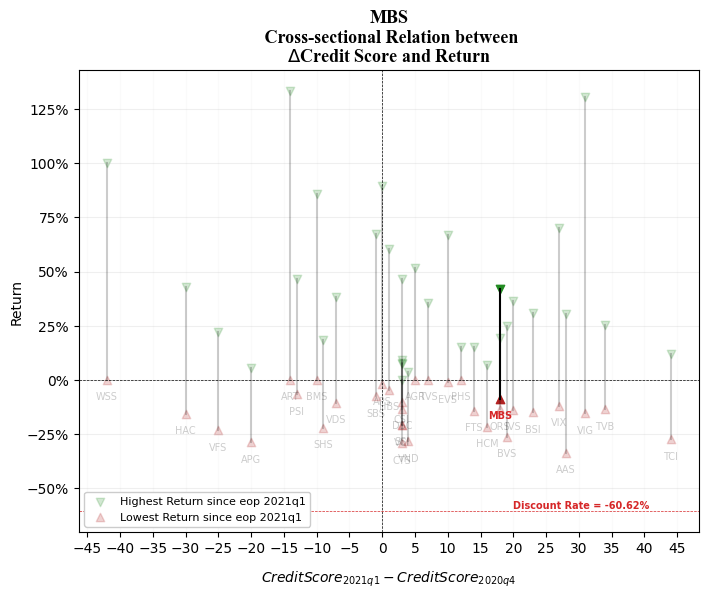 MBS
Cross-sectional Relation between
ΔCredit Score and Return
Return
125%
100%
75%
50%
25%
0%
−25%
−50%
WSS
HAC
VFS
APG
ART
PSI
BMS
SHS
VDS
AGR
TVS
EVS
PHS
FTS
HCM
MBS
ORS
IVS
BVS
BSI
VIX
AAS
VIG
TVB
TCI
VND
CTS
Discount Rate = -60.62%
Highest Return since eop 2021q1
Lowest Return since eop 2021q1
−45 −40 −35 −30 −25 −20 −15 −10 −5 0 5 10 15 20 25 30 35 40 45
CreditScore2021q1 − CreditScore2020q4